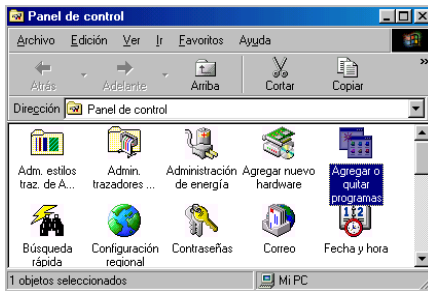 Panel de control
Archivo Edición Ver Ir Favoritos Ayuda
Atrás Adelante Arriba Cortar Copiar »
Dirección Panel de control
Adm. estilos traz. de A...
Admin. trazadores ...
Administración de energía
Agregar nuevo hardware
Agregar o quitar programas
Búsqueda rápida
Configuración regional
Contraseñas
Correo
Fecha y hora
1 objetos seleccionados Mi PC